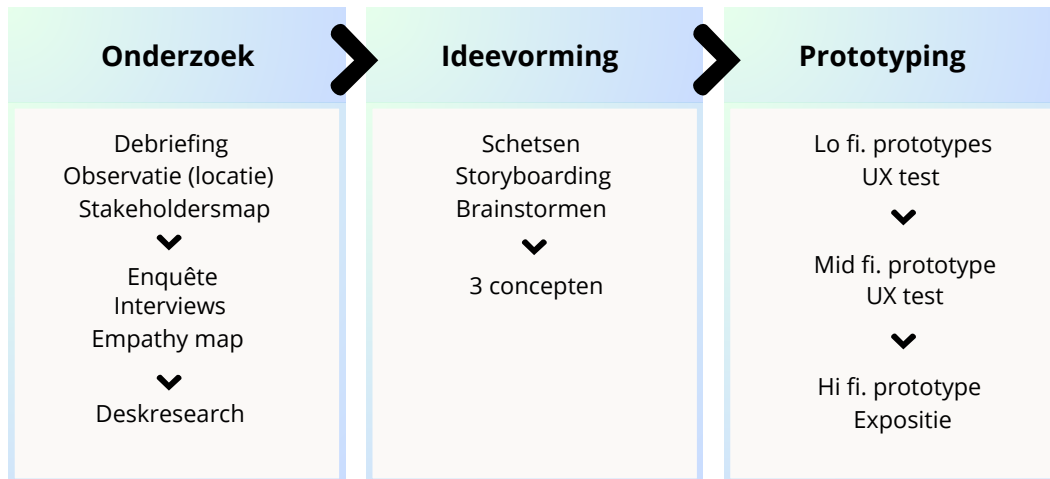 Onderzoek
Debriefing
Observatie (locatie)
Stakeholdersmap
Enquête
Interviews
Empathy map
Deskresearch
Ideevorming
Schetsen
Storyboarding
Brainstormen
3 concepten
Prototyping
Lo fi. prototypes
UX test
Mid fi. prototype
UX test
Hi fi. prototype
Expositie